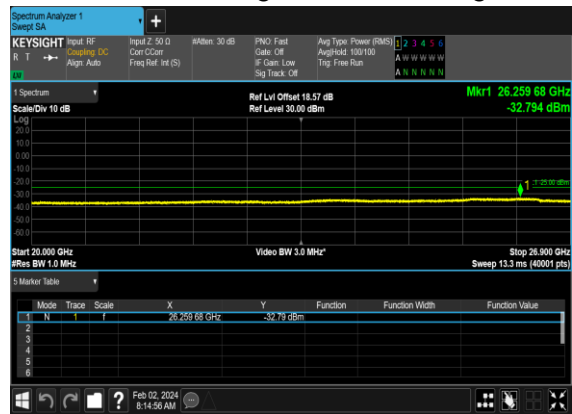 Spectrum Analyzer 1
Swept SA
+
KEYSIGHT Input: RF Input Z: 50 Ω #Atten: 30 dB PNO: Fast Avg Type: Power (RMS) 1 2 3 4 5 6
R T Coupling: DC Corr CCorr Gate: Off Avg|Hold: 100/100 A W W W W W
Align: Auto Freq Ref: Int (S) IF Gain: Low Trig: Free Run
LW Sig Track: Off A N N N N N
1 Spectrum Ref Lvl Offset 18.57 dB Mkr1 26.259 68 GHz
Scale/Div 10 dB Ref Level 30.00 dBm -32.794 dBm
Log
20.0
10.0
0.00
-10.0
-20.0
1 -25.00 dBm
-30.0
-40.0
-50.0
-60.0
Start 20.000 GHz Video BW 3.0 MHz* Stop 26.900 GHz
#Res BW 1.0 MHz Sweep 13.3 ms (40001 pts)
5 Marker Table
Mode Trace Scale X Y Function Function Width Function Value
1 N 1 f 26.259 68 GHz -32.79 dBm
2
3
4
5
6
? Feb 02, 2024
8:14:56 AM